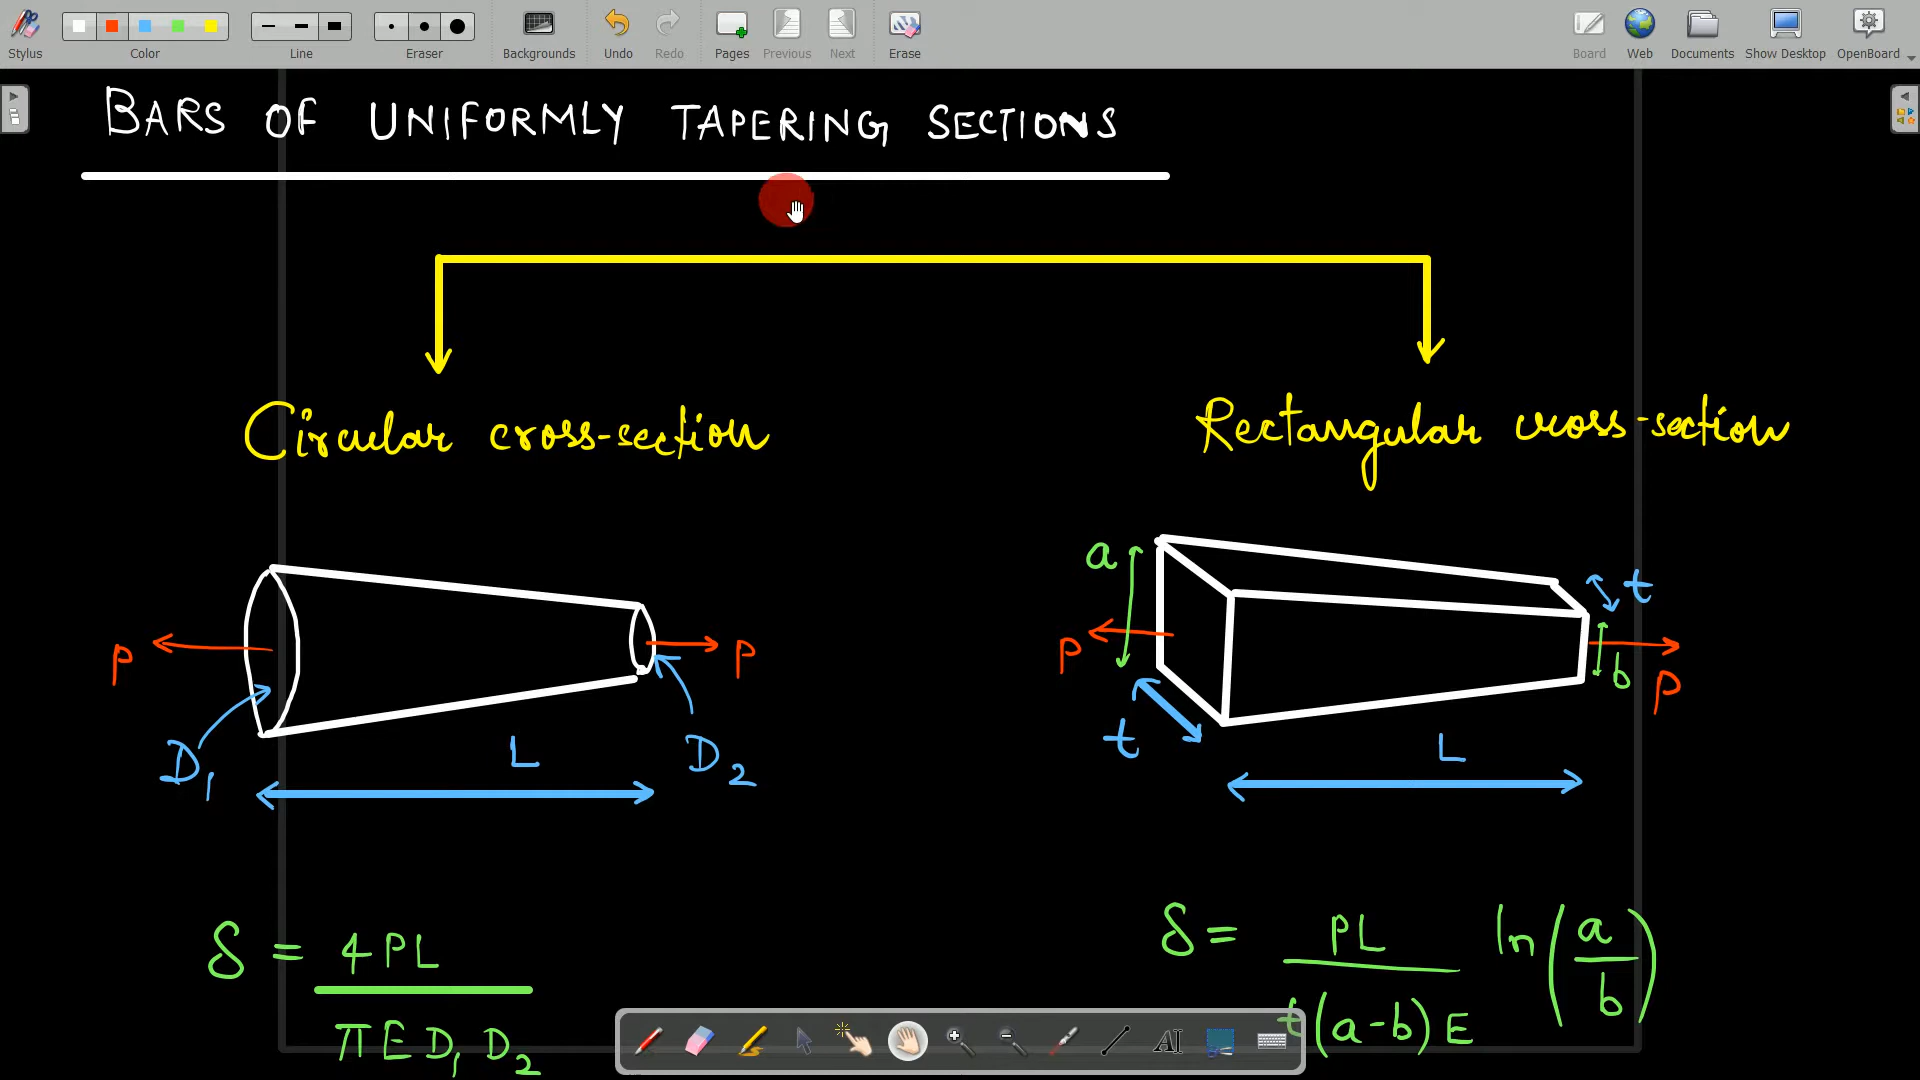 Stylus Color Line Eraser Backgrounds Undo Redo Pages Previous Next Erase Board Web Documents Show Desktop OpenBoard
BARS OF UNIFORMLY TAPERING SECTIONS
Circular cross-section
Rectangular cross-section
P
P
D₁
D₂
L
a
t
P
b
P
t
L
δ = 4PL / πED₁D₂
δ = PL / t(a-b)E ln(a/b)
AI